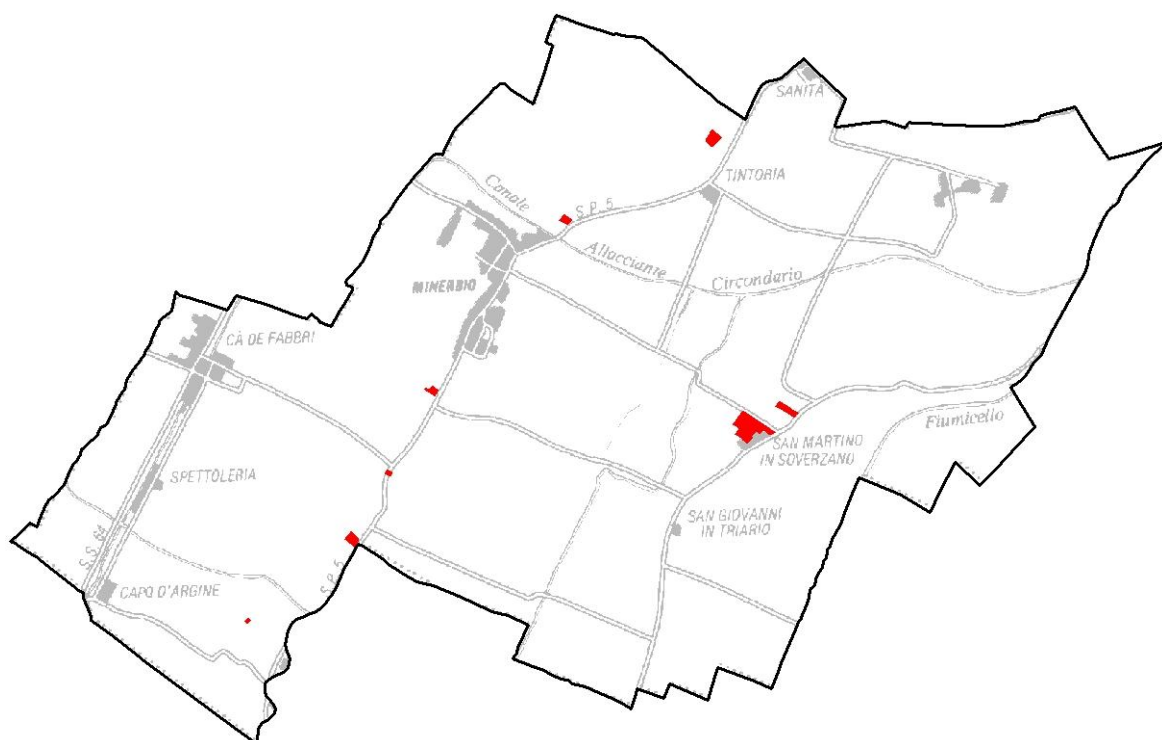 SANITÀ
TINTORIA
Canale
S.P. 5
Allacciante
Circondario
MINERBIO
CÀ DE FABBRI
Fiumicello
SAN MARTINO
IN SOVERZANO
SPETTOLERIA
SAN GIOVANNI
IN TRIARIO
S.S. 64
S.P. 5
CAPO D'ARGINE